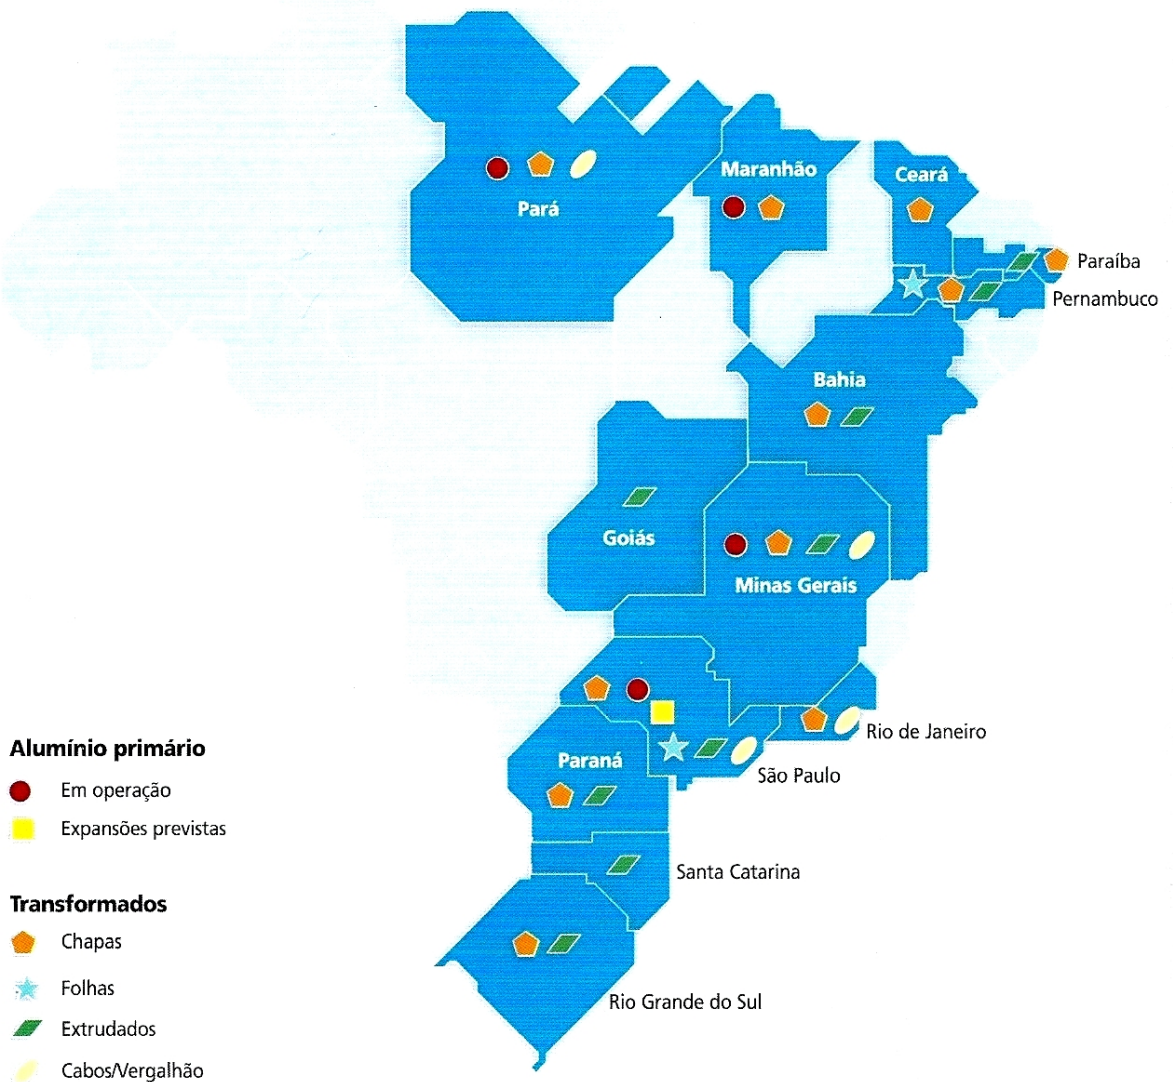 Maranhão
Ceará
Pará
Paraíba
Pernambuco
Bahia
Goiás
Minas Gerais
Rio de Janeiro
São Paulo
Paraná
Santa Catarina
Rio Grande do Sul
Alumínio primário
Em operação
Expansões previstas
Transformados
Chapas
Folhas
Extrudados
Cabos/Vergalhão